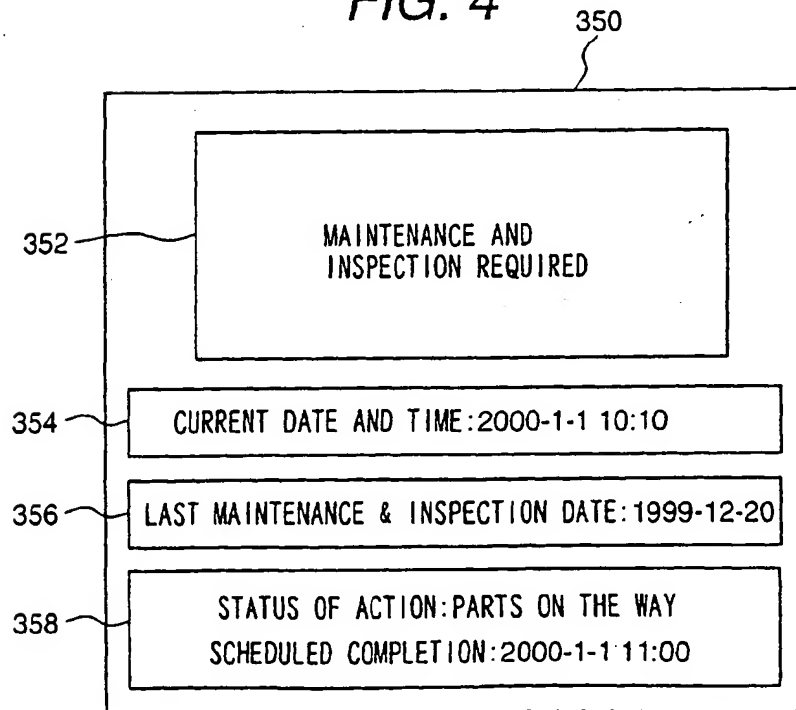 FIG. 4
350
352
MAINTENANCE AND
INSPECTION REQUIRED
354
CURRENT DATE AND TIME:2000-1-1 10:10
356
LAST MAINTENANCE & INSPECTION DATE:1999-12-20
358
STATUS OF ACTION:PARTS ON THE WAY
SCHEDULED COMPLETION:2000-1-1 11:00